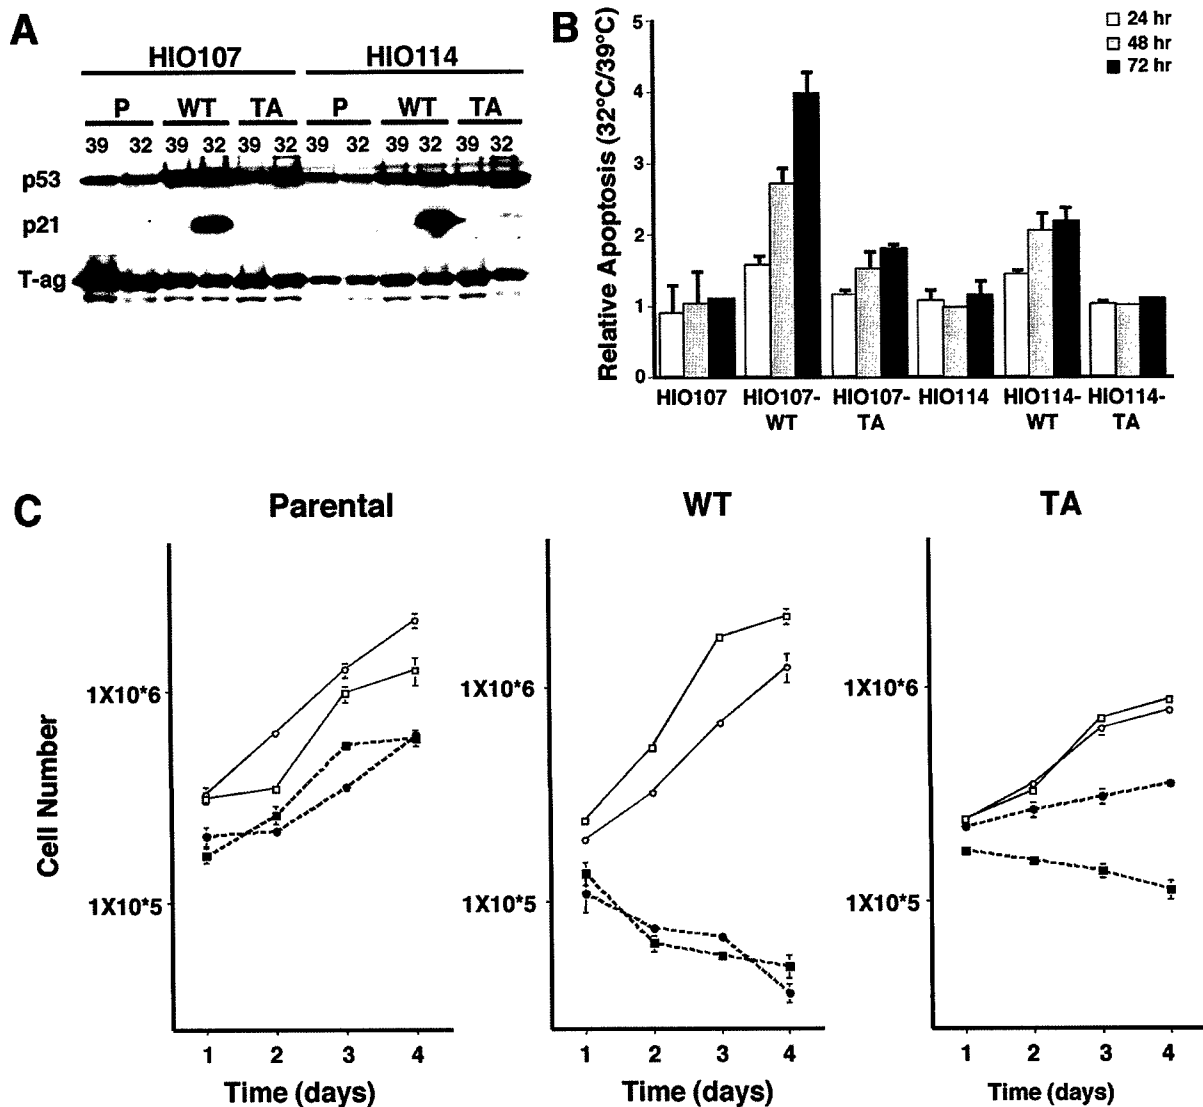 A
HIO107 HIO114
P WT TA P WT TA
39 32 39 32 39 32 39 32 39 32 39 32
p53
p21
T-ag
B
Relative Apoptosis (32°C/39°C)
5
4
3
2
1
0
24 hr
48 hr
72 hr
HIO107 HIO107-WT HIO107-TA HIO114 HIO114-WT HIO114-TA
C
Parental WT TA
Cell Number
1X10*6 1X10*6 1X10*6
1X10*5 1X10*5 1X10*5
1 2 3 4 1 2 3 4 1 2 3 4
Time (days) Time (days) Time (days)